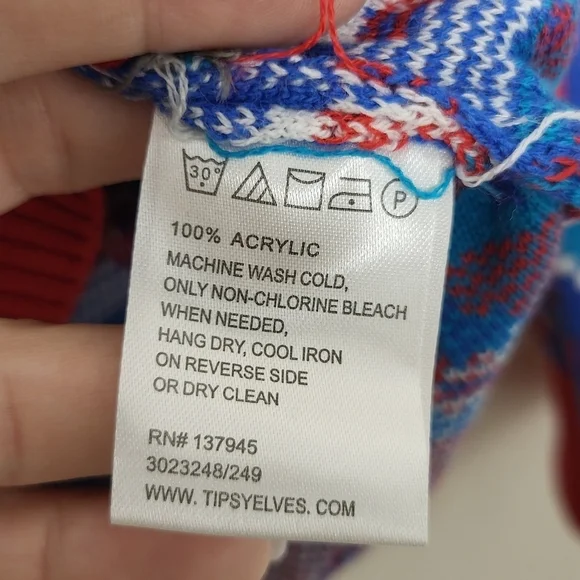 30°
P
100% ACRYLIC
MACHINE WASH COLD,
ONLY NON-CHLORINE BLEACH
WHEN NEEDED,
HANG DRY, COOL IRON
ON REVERSE SIDE
OR DRY CLEAN
RN# 137945
3023248/249
WWW. TIPSYELVES. COM